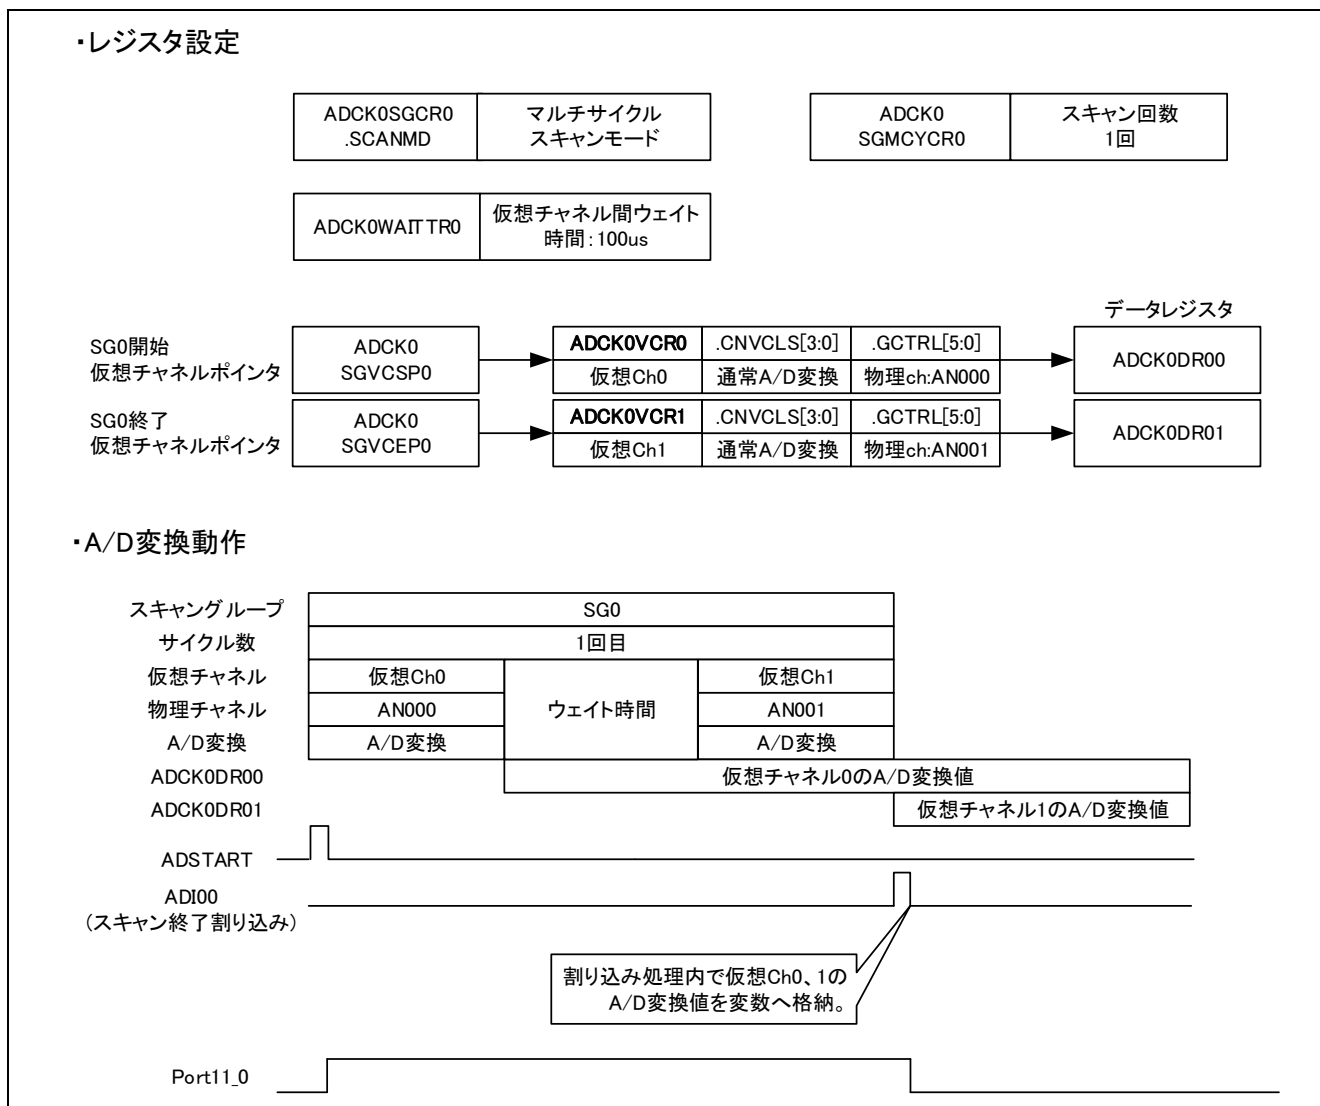 ・レジスタ設定
ADCK0SGCR0
.SCANMD
マルチサイクル
スキャンモード
ADCK0
SGMCYCR0
スキャン回数
1回
ADCK0WAITTR0
仮想チャネル間ウェイト
時間：100us
データレジスタ
SG0開始
仮想チャネルポインタ
ADCK0
SGVCSP0
ADCK0VCR0
.CNVCLS[3:0]
.GCTRL[5:0]
仮想Ch0
通常A/D変換
物理ch:AN000
ADCK0DR00
SG0終了
仮想チャネルポインタ
ADCK0
SGVCEP0
ADCK0VCR1
.CNVCLS[3:0]
.GCTRL[5:0]
仮想Ch1
通常A/D変換
物理ch:AN001
ADCK0DR01
・A/D変換動作
スキャングループ
SG0
サイクル数
1回目
仮想チャネル
仮想Ch0
ウェイト時間
仮想Ch1
物理チャネル
AN000
AN001
A/D変換
A/D変換
A/D変換
ADCK0DR00
仮想チャネル0のA/D変換値
ADCK0DR01
仮想チャネル1のA/D変換値
ADSTART
ADI00
(スキャン終了割り込み)
割り込み処理内で仮想Ch0、1の
A/D変換値を変数へ格納。
Port11_0